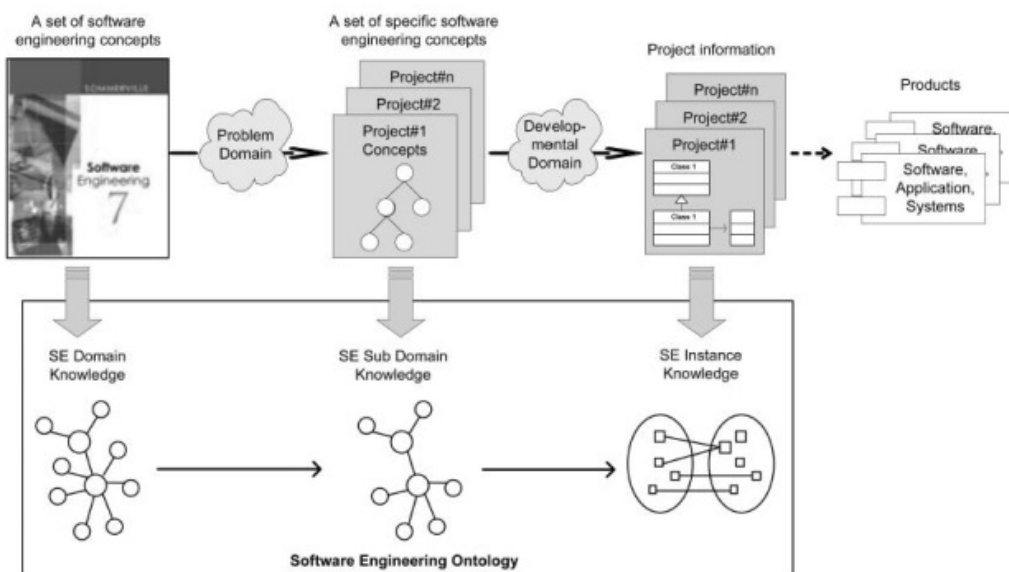 A set of software
engineering concepts
SOMMERVILLE
Software
Engineering
7
Problem
Domain
A set of specific software
engineering concepts
Project#n
Project#2
Project#1
Concepts
Develop-
mental
Domain
Project information
Project#n
Project#2
Project#1
Class 1
Class 1
Products
Software,
Software
Software,
Application,
Systems
SE Domain
Knowledge
SE Sub Domain
Knowledge
SE Instance
Knowledge
Software Engineering Ontology